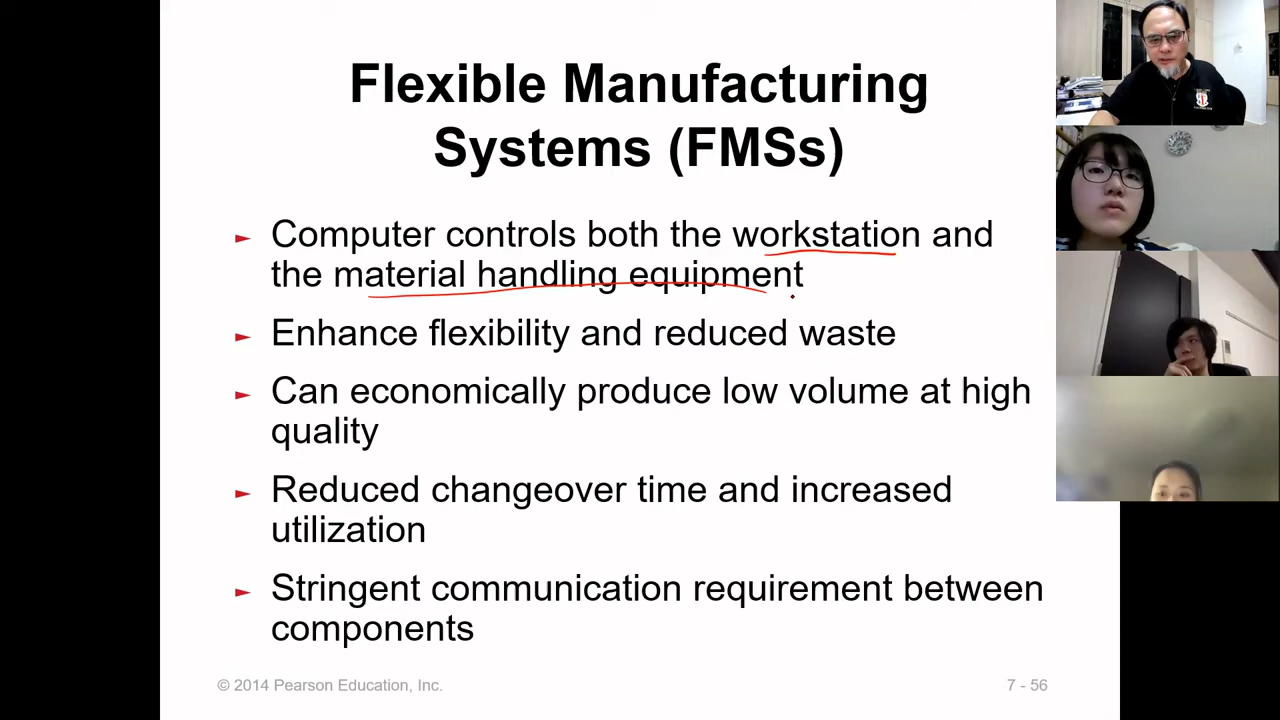 Flexible Manufacturing
Systems (FMSs)
► Computer controls both the workstation and
the material handling equipment
► Enhance flexibility and reduced waste
► Can economically produce low volume at high
quality
► Reduced changeover time and increased
utilization
► Stringent communication requirement between
components
© 2014 Pearson Education, Inc.
7 - 56